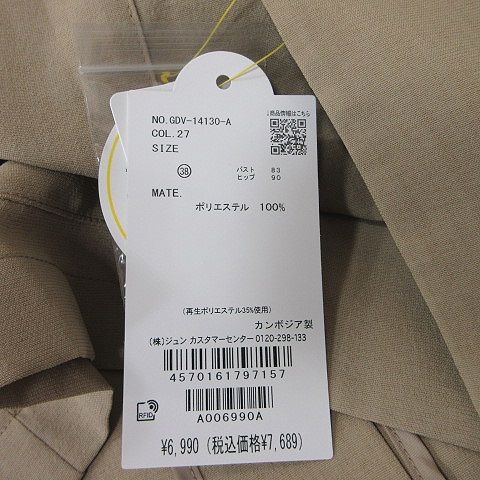 NO.GDV-14130-A
COL.27
SIZE
商品情報はこちら
38 バスト 83
ヒップ 90
MATE.
ポリエステル 100%
(再生ポリエステル35%使用)
カンボジア製
(株)ジュン カスタマーセンター 0120-298-133
4570161797157
RFID
A006990A
¥6,990 (税込価格¥7,689)